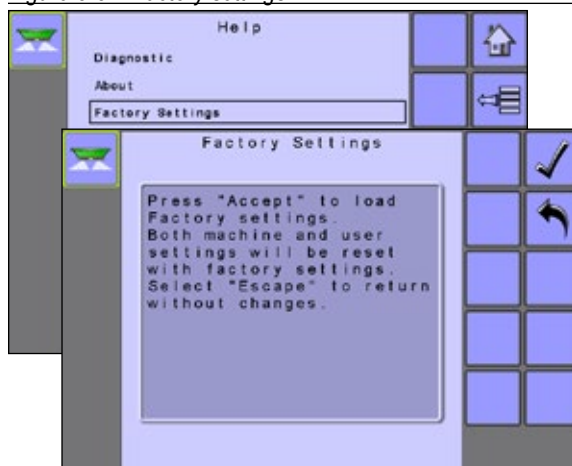 Help
Diagnostic
About
Factory Settings
Factory Settings
Press "Accept" to load
Factory settings.
Both machine and user
settings will be reset
with factory settings.
Select "Escape" to return
without changes.